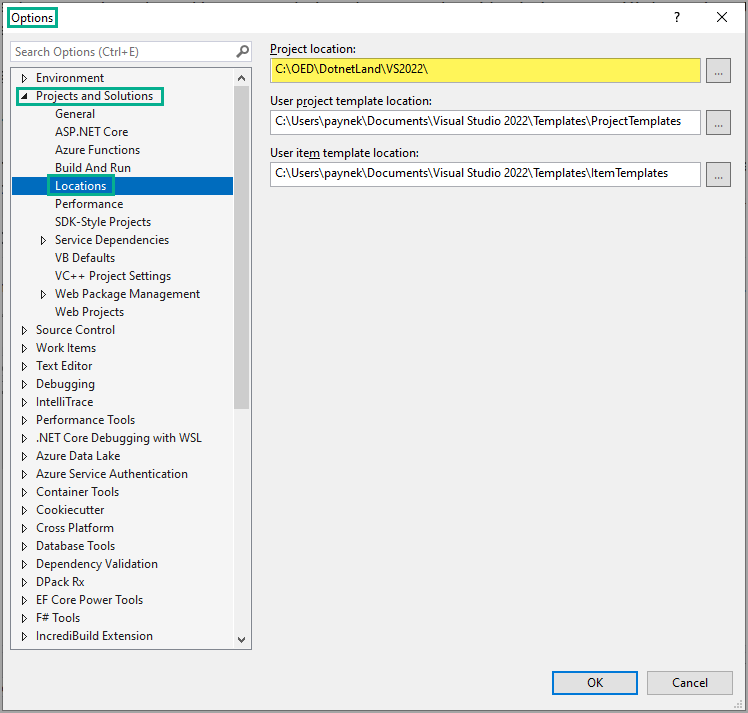 Options
?
Search Options (Ctrl+E)
Environment
Projects and Solutions
General
ASP.NET Core
Azure Functions
Build And Run
Locations
Performance
SDK-Style Projects
Service Dependencies
VB Defaults
VC++ Project Settings
Web Package Management
Web Projects
Source Control
Work Items
Text Editor
Debugging
IntelliTrace
Performance Tools
.NET Core Debugging with WSL
Azure Data Lake
Azure Service Authentication
Container Tools
Cookiecutter
Cross Platform
Database Tools
Dependency Validation
DPack Rx
EF Core Power Tools
F# Tools
IncrediBuild Extension
Project location:
C:\OED\DotnetLand\VS2022\
...
User project template location:
C:\Users\paynek\Documents\Visual Studio 2022\Templates\ProjectTemplates
...
User item template location:
C:\Users\paynek\Documents\Visual Studio 2022\Templates\ItemTemplates
...
OK
Cancel